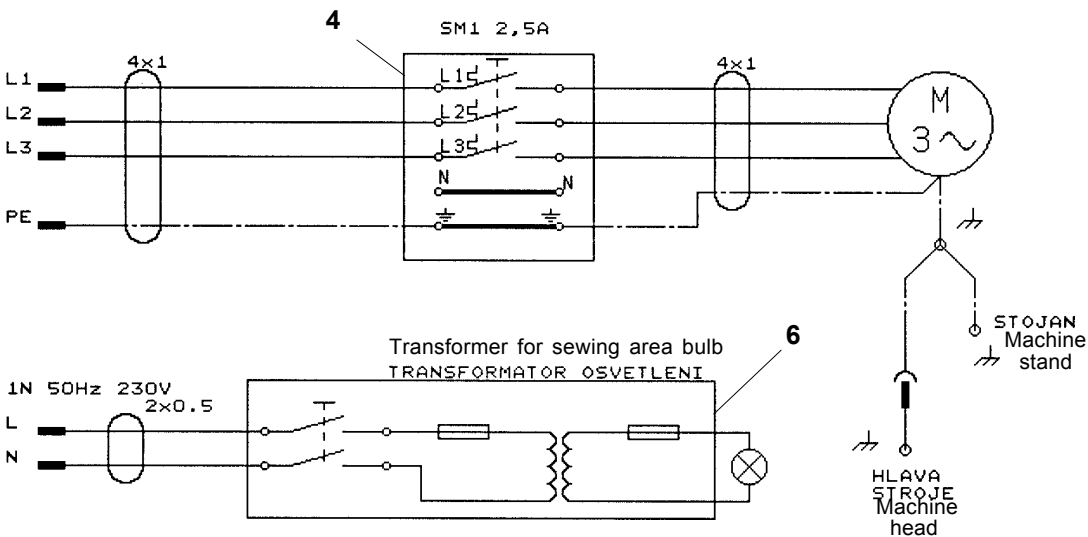 4
SM1 2,5A
4x1
4x1
L1
L1
L2
L2
L3
L3
M
3
N
N
PE
STOJAN
Machine
stand
6
Transformer for sewing area bulb
TRANSFORMATOR OSVETLENI
1N 50Hz 230V
2x0.5
L
N
HLAVA
STROJE
Machine
head